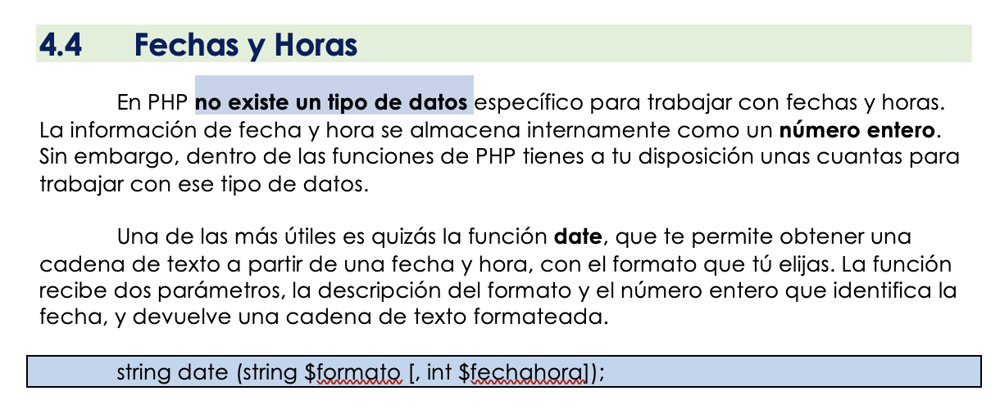 4.4 Fechas y Horas
En PHP no existe un tipo de datos específico para trabajar con fechas y horas.
La información de fecha y hora se almacena internamente como un número entero.
Sin embargo, dentro de las funciones de PHP tienes a tu disposición unas cuantas para
trabajar con ese tipo de datos.
Una de las más útiles es quizás la función date, que te permite obtener una
cadena de texto a partir de una fecha y hora, con el formato que tú elijas. La función
recibe dos parámetros, la descripción del formato y el número entero que identifica la
fecha, y devuelve una cadena de texto formateada.
string date (string $formato [, int $fechahora]);